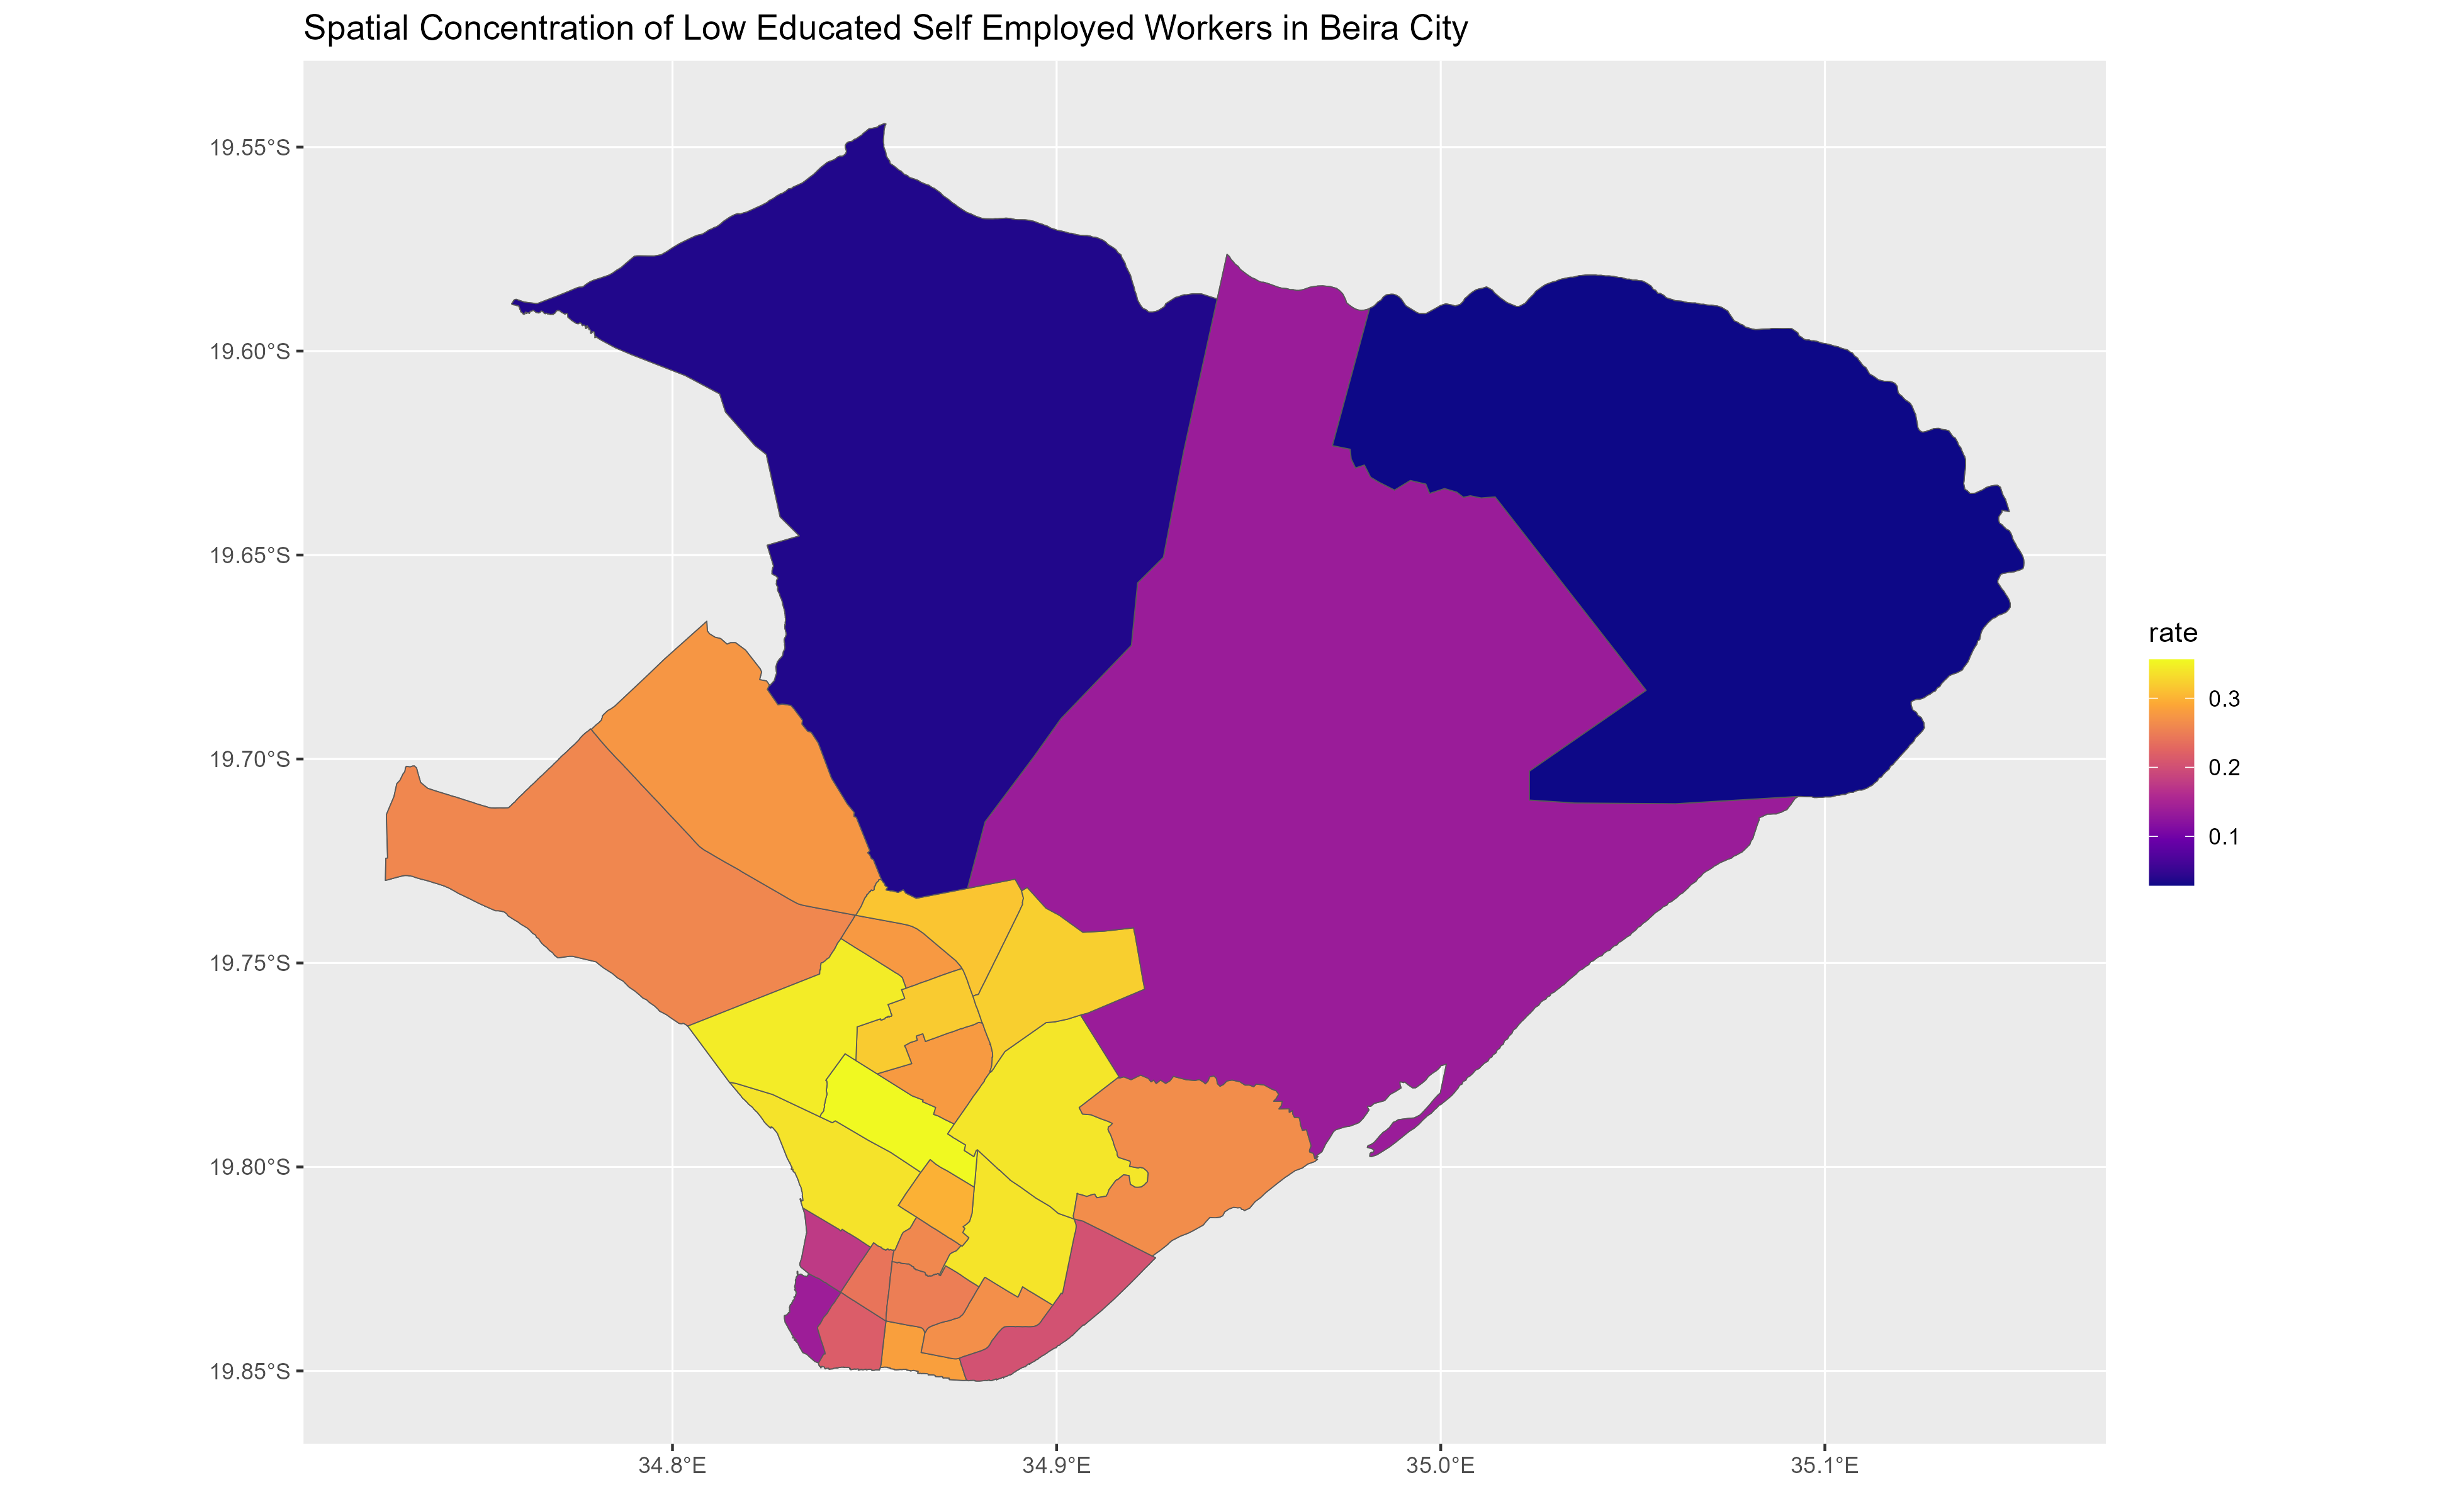 Spatial Concentration of Low Educated Self Employed Workers in Beira City
19.55°S
19.60°S
19.65°S
19.70°S
19.75°S
19.80°S
19.85°S
34.8°E
34.9°E
35.0°E
35.1°E
rate
0.3
0.2
0.1